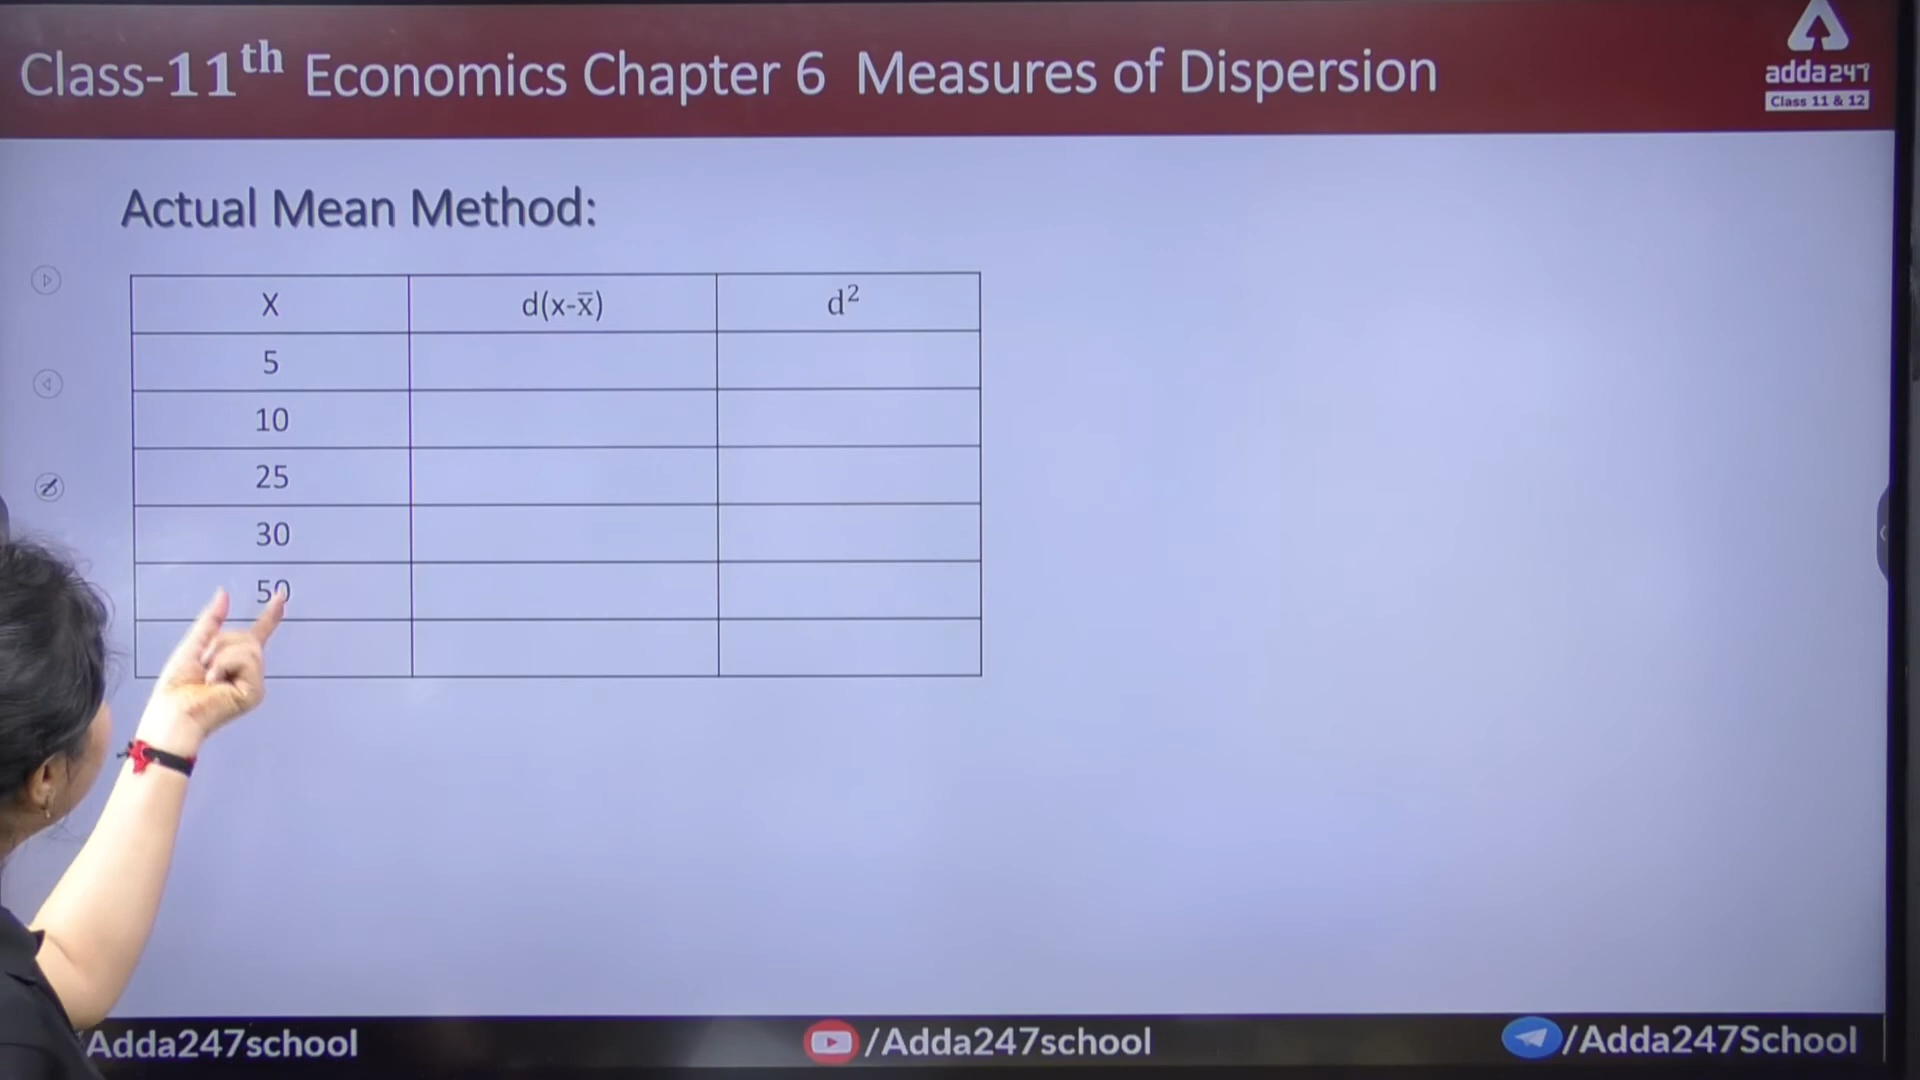 Class-11th Economics Chapter 6 Measures of Dispersion
adda247
Class 11 & 12
Actual Mean Method:
X d(x-x̄) d²
5
10
25
30
50
/Adda247school /Adda247school /Adda247School